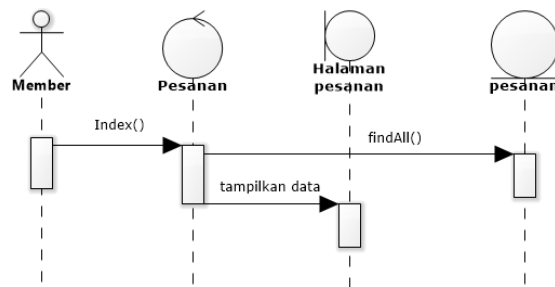 Member
Pesanan
Halaman
pesanan
pesanan
Index()
findAll()
tampilkan data